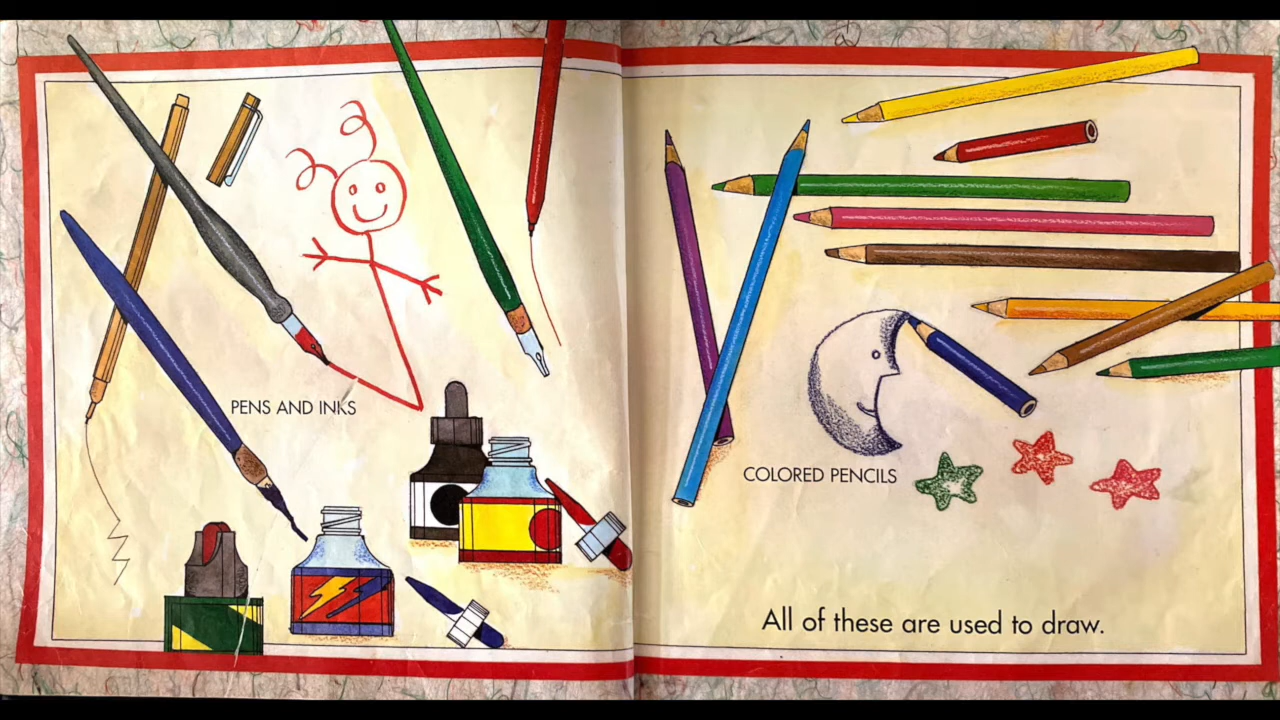 PENS AND INKS
COLORED PENCILS
All of these are used to draw.